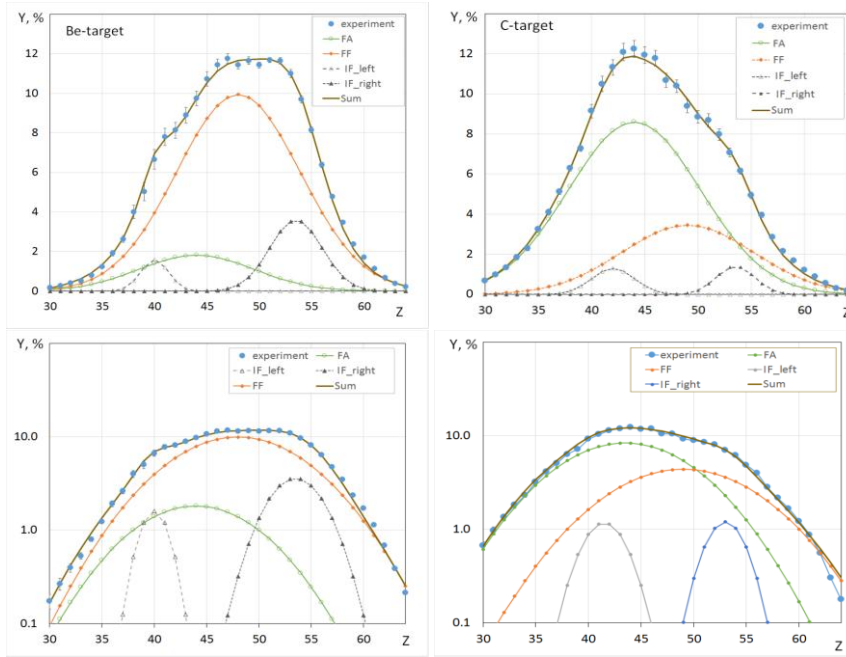 Y, %
Be-target
experiment
FA
FF
IF_left
IF_right
Sum
12
10
8
6
4
2
0
30 35 40 45 50 55 60 Z
Y, %
C-target
experiment
FA
FF
IF_left
IF_right
Sum
12
10
8
6
4
2
0
30 35 40 45 50 55 60 Z
Y, %
experiment FA
IF_left IF_right
FF Sum
10.0
1.0
0.1
30 35 40 45 50 55 60 Z
Y, %
experiment FA
FF IF_left
IF_right Sum
10.0
1.0
0.1
30 35 40 45 50 55 60 Z